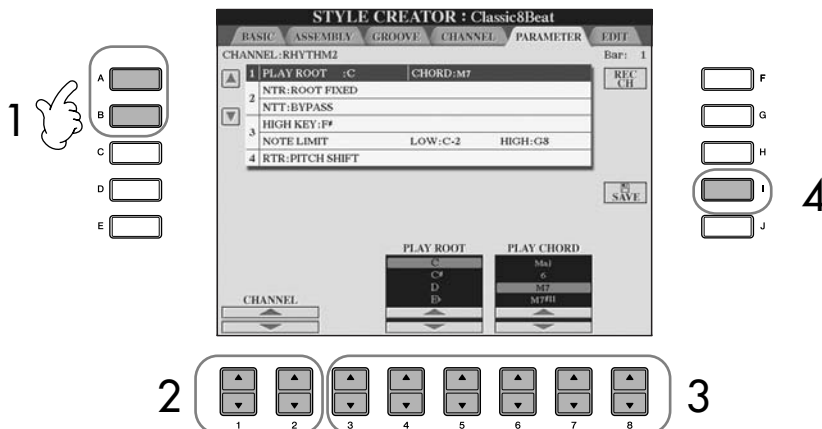 STYLE CREATOR : Classic8Beat
BASIC ASSEMBLY GROOVE CHANNEL PARAMETER EDIT
CHANNEL:RHYTHM2 Bar: 1
1 PLAY ROOT :C CHORD:M7
REC CH
2 NTR:ROOT FIXED
NTT:BYPASS
3 HIGH KEY:F#
NOTE LIMIT LOW:C-2 HIGH:G8
4 RTR:PITCH SHIFT
SAVE
PLAY ROOT PLAY CHORD
C Maj
C# 6
D M7
E♭ M7#11
CHANNEL
A
B
C
D
E
F
G
H
I
J
1
4
2
3
1 2 3 4 5 6 7 8